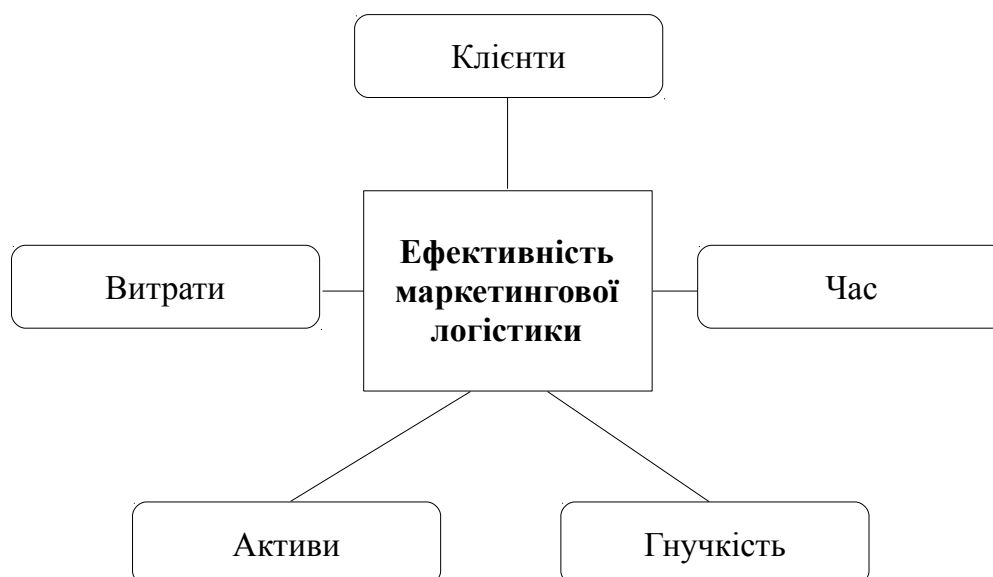 Клієнти
Витрати
Ефективність
маркетингової
логістики
Час
Активи
Гнучкість